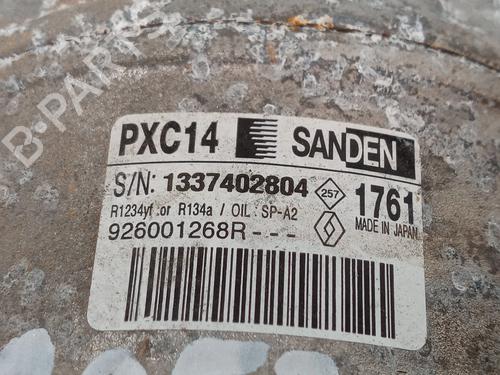 B-PARTS
PXC14 SANDEN
S/N: 1337402804 257 1761
R1234yf or R134a / OIL: SP-A2 MADE IN JAPAN
926001268R - - -